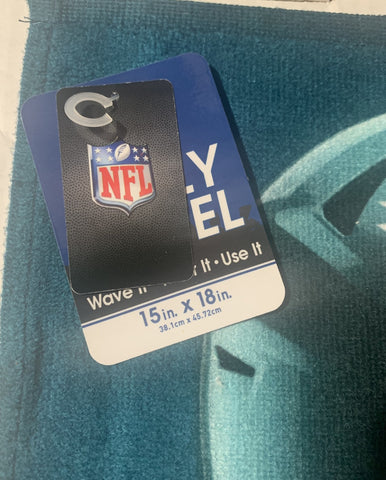 NFL
LY
EL
Wave It
It • Use It
15in. x 18in.
38.1cm x 45.72cm